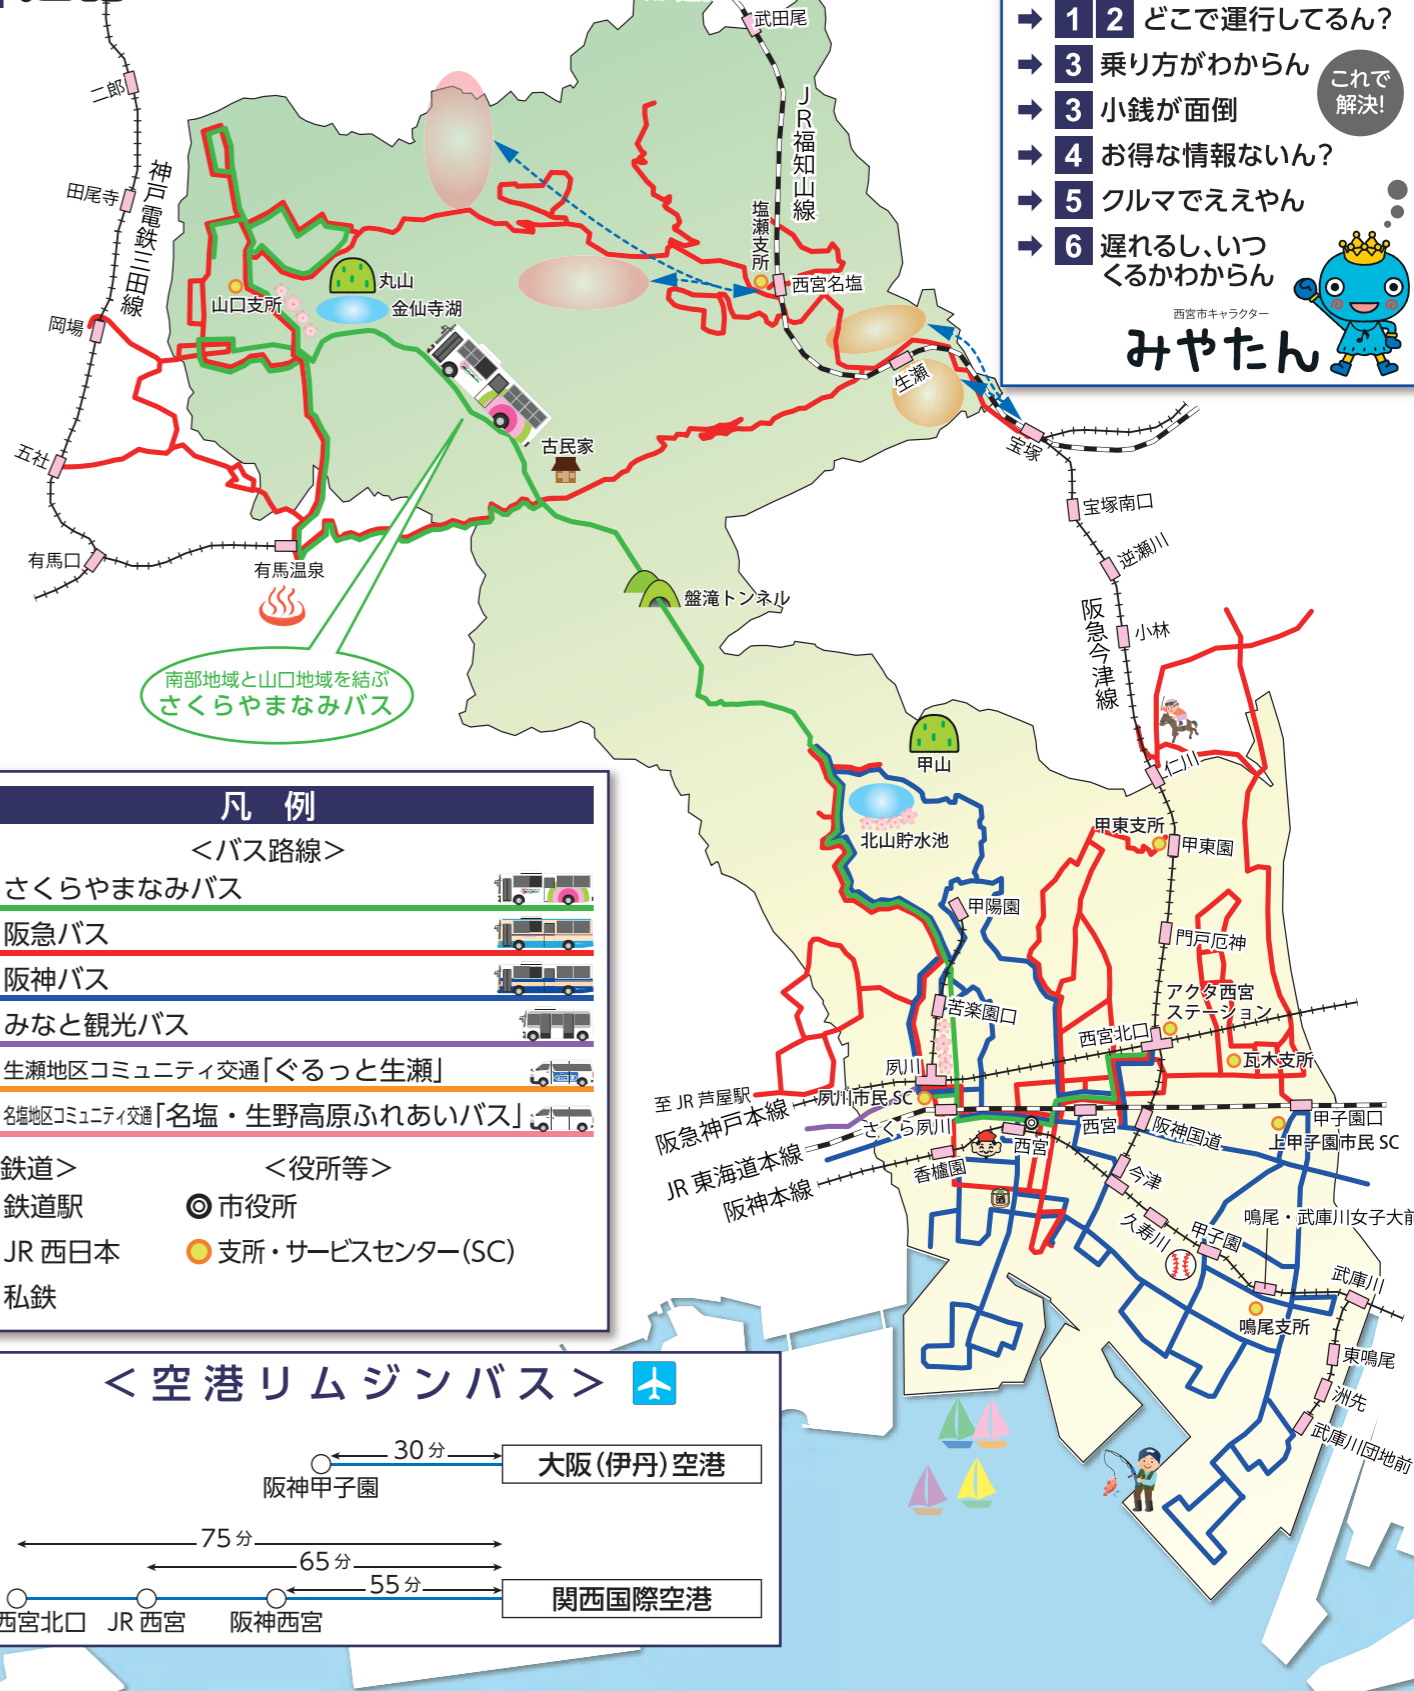 1 2 どこで運行してるん?
3 乗り方がわからん
3 小銭が面倒
4 お得な情報ないん?
5 クルマでええやん
6 遅れるし、いつ
くるかわからん
これで
解決!
西宮市キャラクター
みやたん
武田尾
二郎
JR福知山線
田尾寺
神戸電鉄三田線
塩瀬支所
西宮名塩
丸山
山口支所
金仙寺湖
岡場
生瀬
古民家
宝塚
五社
宝塚南口
有馬口
有馬温泉
逆瀬川
盤滝トンネル
阪急今津線
小林
南部地域と山口地域を結ぶ
さくらやまなみバス
甲山
仁川
北山貯水池
甲東支所
甲東園
甲陽園
門戸厄神
アクタ西宮
ステーション
苦楽園口
西宮北口
瓦木支所
夙川
至 JR 芦屋駅
夙川市民 SC
阪急神戸本線
さくら夙川
西宮
西宮
阪神国道
甲子園口
上甲子園市民 SC
JR 東海道本線
香櫨園
今津
阪神本線
久寿川
甲子園
鳴尾・武庫川女子大前
武庫川
鳴尾支所
東鳴尾
洲先
武庫川団地前
凡 例
＜バス路線＞
さくらやまなみバス
阪急バス
阪神バス
みなと観光バス
生瀬地区コミュニティ交通「ぐるっと生瀬」
名塩地区コミュニティ交通「名塩・生野高原ふれあいバス」
鉄道＞
＜役所等＞
鉄道駅
市役所
JR 西日本
支所・サービスセンター(SC)
私鉄
＜空港リムジンバス＞
30分
阪神甲子園
大阪(伊丹)空港
75分
65分
55分
西宮北口
JR 西宮
阪神西宮
関西国際空港